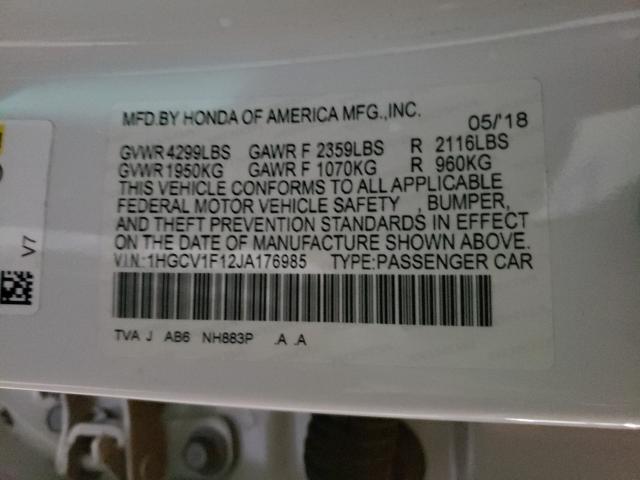 MFD.BY HONDA OF AMERICA MFG.,INC.
05/'18
GVWR 4299LBS GAWR F 2359LBS R 2116LBS
GVWR 1950KG GAWR F 1070KG R 960KG
THIS VEHICLE CONFORMS TO ALL APPLICABLE
FEDERAL MOTOR VEHICLE SAFETY , BUMPER,
AND THEFT PREVENTION STANDARDS IN EFFECT
ON THE DATE OF MANUFACTURE SHOWN ABOVE.
V.I.N.:1HGCV1F12JA176985 TYPE:PASSENGER CAR
TVA J AB6 NH883P .A .A
V7